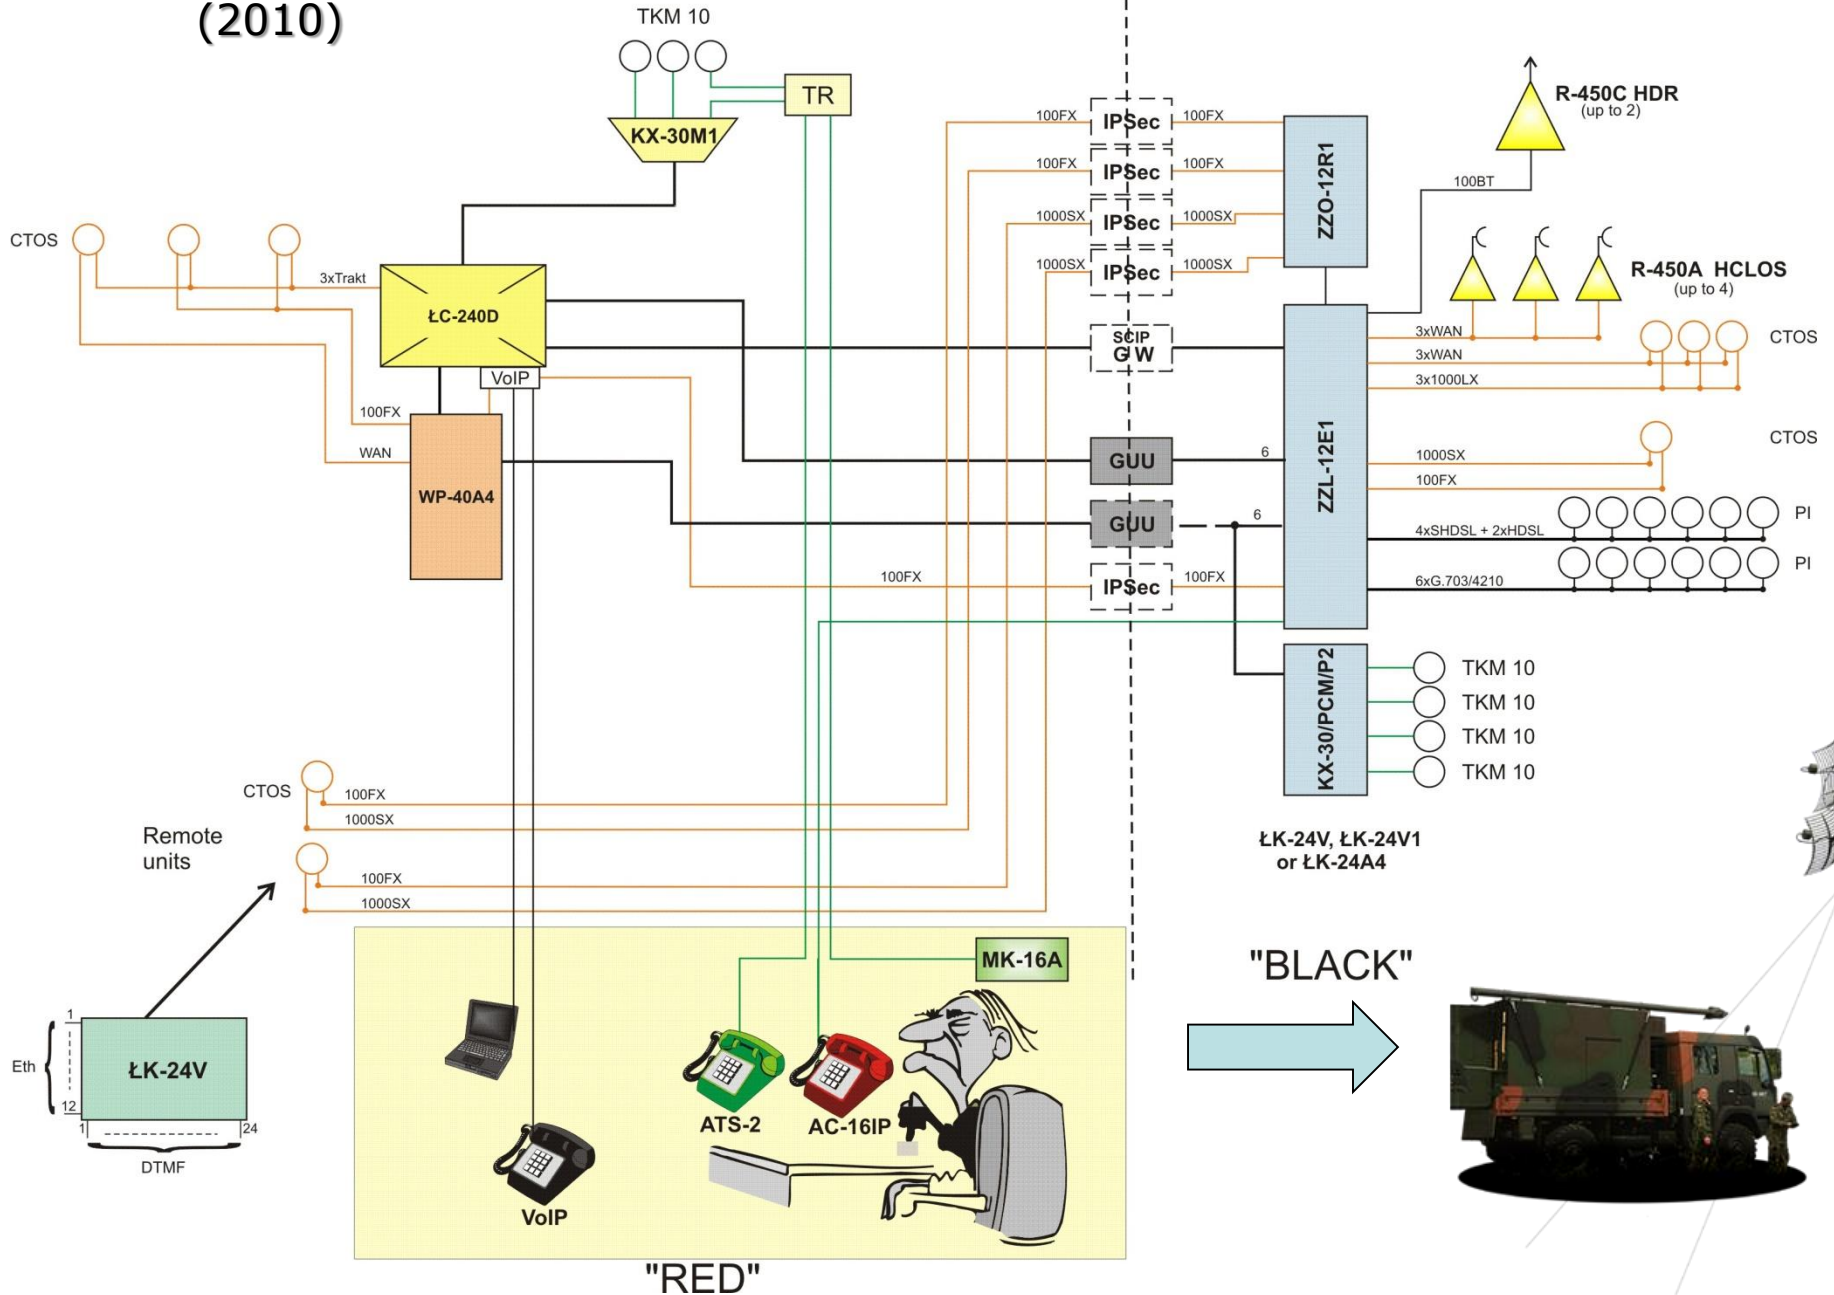 (2010)
TKM 10
TR
KX-30M1
R-450C HDR
(up to 2)
100FX
IPSec
100FX
100FX
IPSec
100FX
1000SX
IPSec
1000SX
1000SX
IPSec
1000SX
ZZO-12R1
100BT
CTOS
3xTrakt
ŁC-240D
R-450A HCLOS
(up to 4)
SCIP
GW
3xWAN
3xWAN
3x1000LX
CTOS
VoIP
100FX
WAN
WP-40A4
GUU
6
GUU
6
ZZL-12E1
1000SX
100FX
CTOS
4xSHDSL + 2xHDSL
PI
6xG.703/4210
PI
100FX
IPSec
100FX
KX-30/PCM/P2
TKM 10
TKM 10
TKM 10
TKM 10
ŁK-24V, ŁK-24V1
or ŁK-24A4
CTOS
100FX
1000SX
Remote
units
100FX
1000SX
MK-16A
"BLACK"
1
Eth
12
ŁK-24V
1
24
DTMF
ATS-2
AC-16IP
VoIP
"RED"